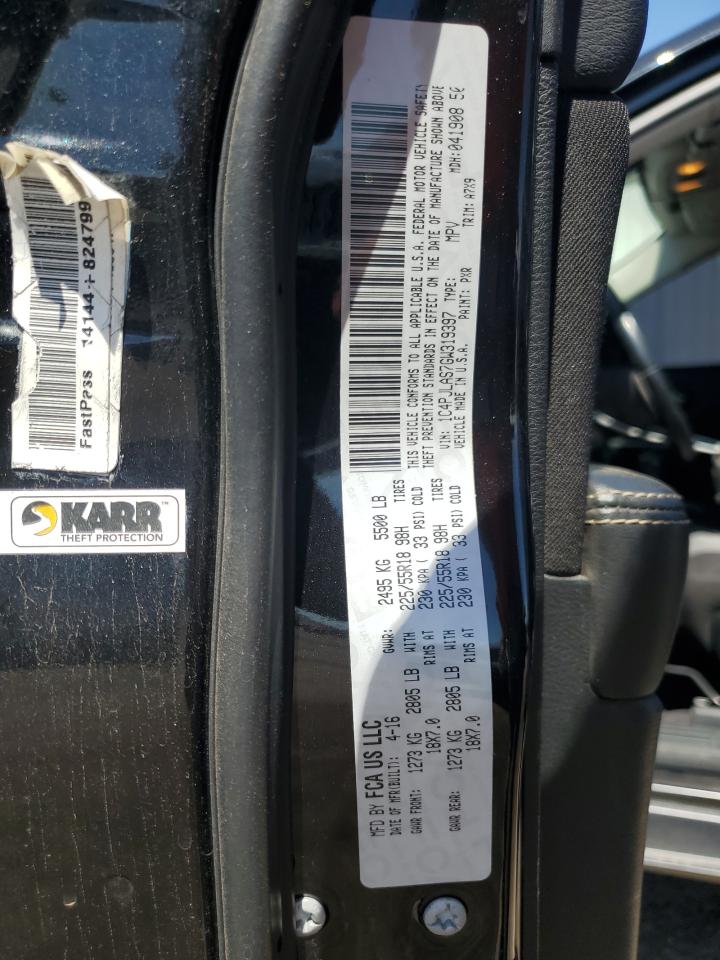 FastPass 14144 + 824799
KARR™
THEFT PROTECTION
MFD BY FCA US LLC
DATE OF MFR(BUILT): 4-16
GVWR: 2495 KG 5500 LB
GAWR FRONT: 1273 KG 2805 LB WITH 225/55R18 98H TIRES
18X7.0 RIMS AT 230 KPA ( 33 PSI) COLD
GAWR REAR: 1273 KG 2805 LB WITH 225/55R18 98H TIRES
18X7.0 RIMS AT 230 KPA ( 33 PSI) COLD
THIS VEHICLE CONFORMS TO ALL APPLICABLE U.S.A. FEDERAL MOTOR VEHICLE
THEFT PREVENTION STANDARDS IN EFFECT ON THE DATE OF MANUFACTURE SHOWN ABOVE
VIN: 1C4PJLAS7GW319397 TYPE: MPV MDH: 041908
VEHICLE MADE IN U.S.A. PAINT: PXR TRIM: A7X9